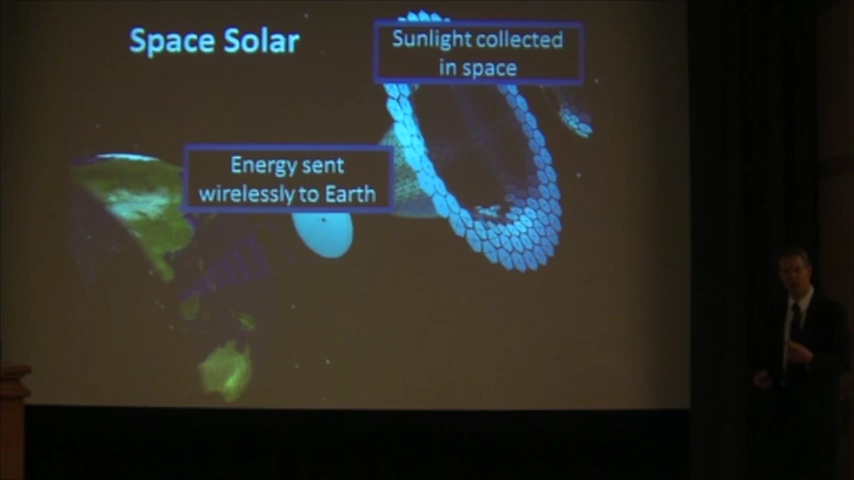 Space Solar
Sunlight collected
in space
Energy sent
wirelessly to Earth